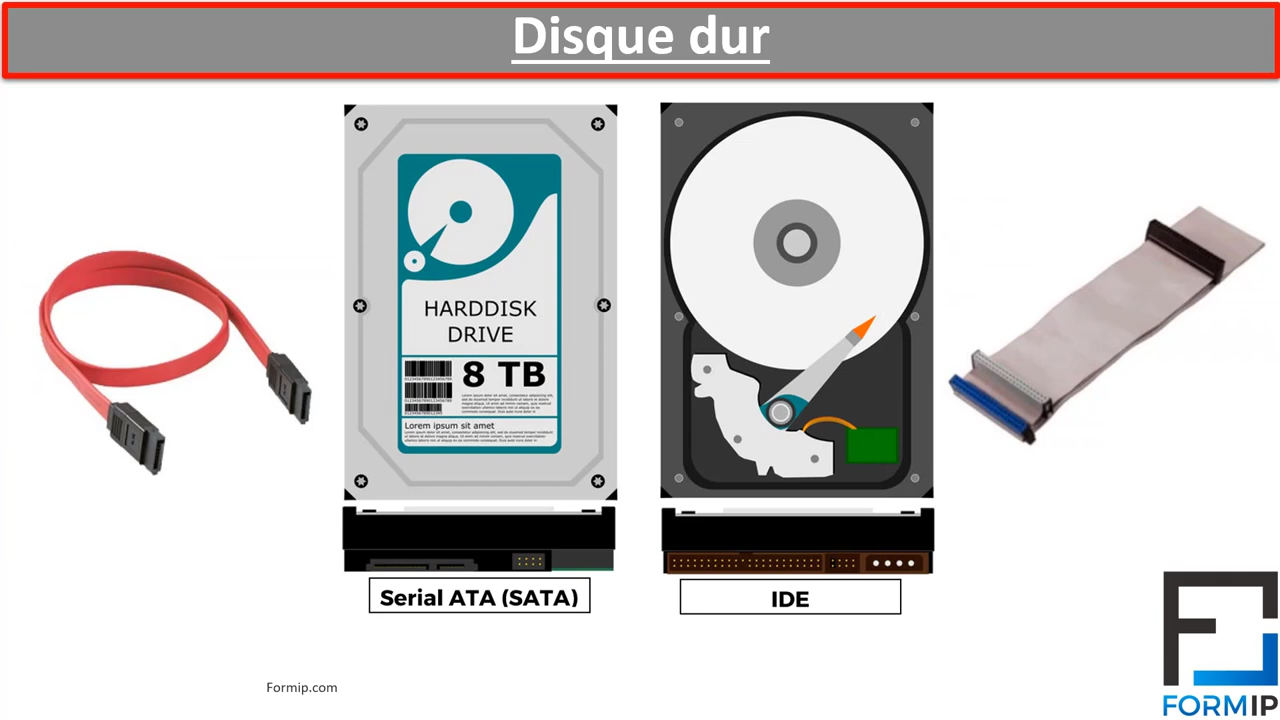 Disque dur
HARDDISK
DRIVE
8 TB
Lorem ipsum sit amet
Serial ATA (SATA)
IDE
Formip.com
FORMIP